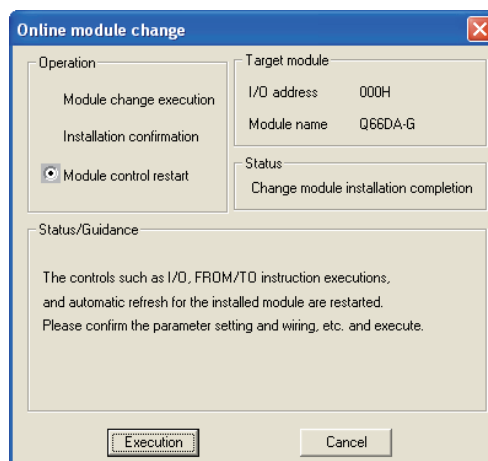 Online module change
Operation
Module change execution
Installation confirmation
Module control restart
Target module
I/O address 000H
Module name Q66DA-G
Status
Change module installation completion
Status/Guidance
The controls such as I/O, FROM/TO instruction executions,
and automatic refresh for the installed module are restarted.
Please confirm the parameter setting and wiring, etc. and execute.
Execution Cancel